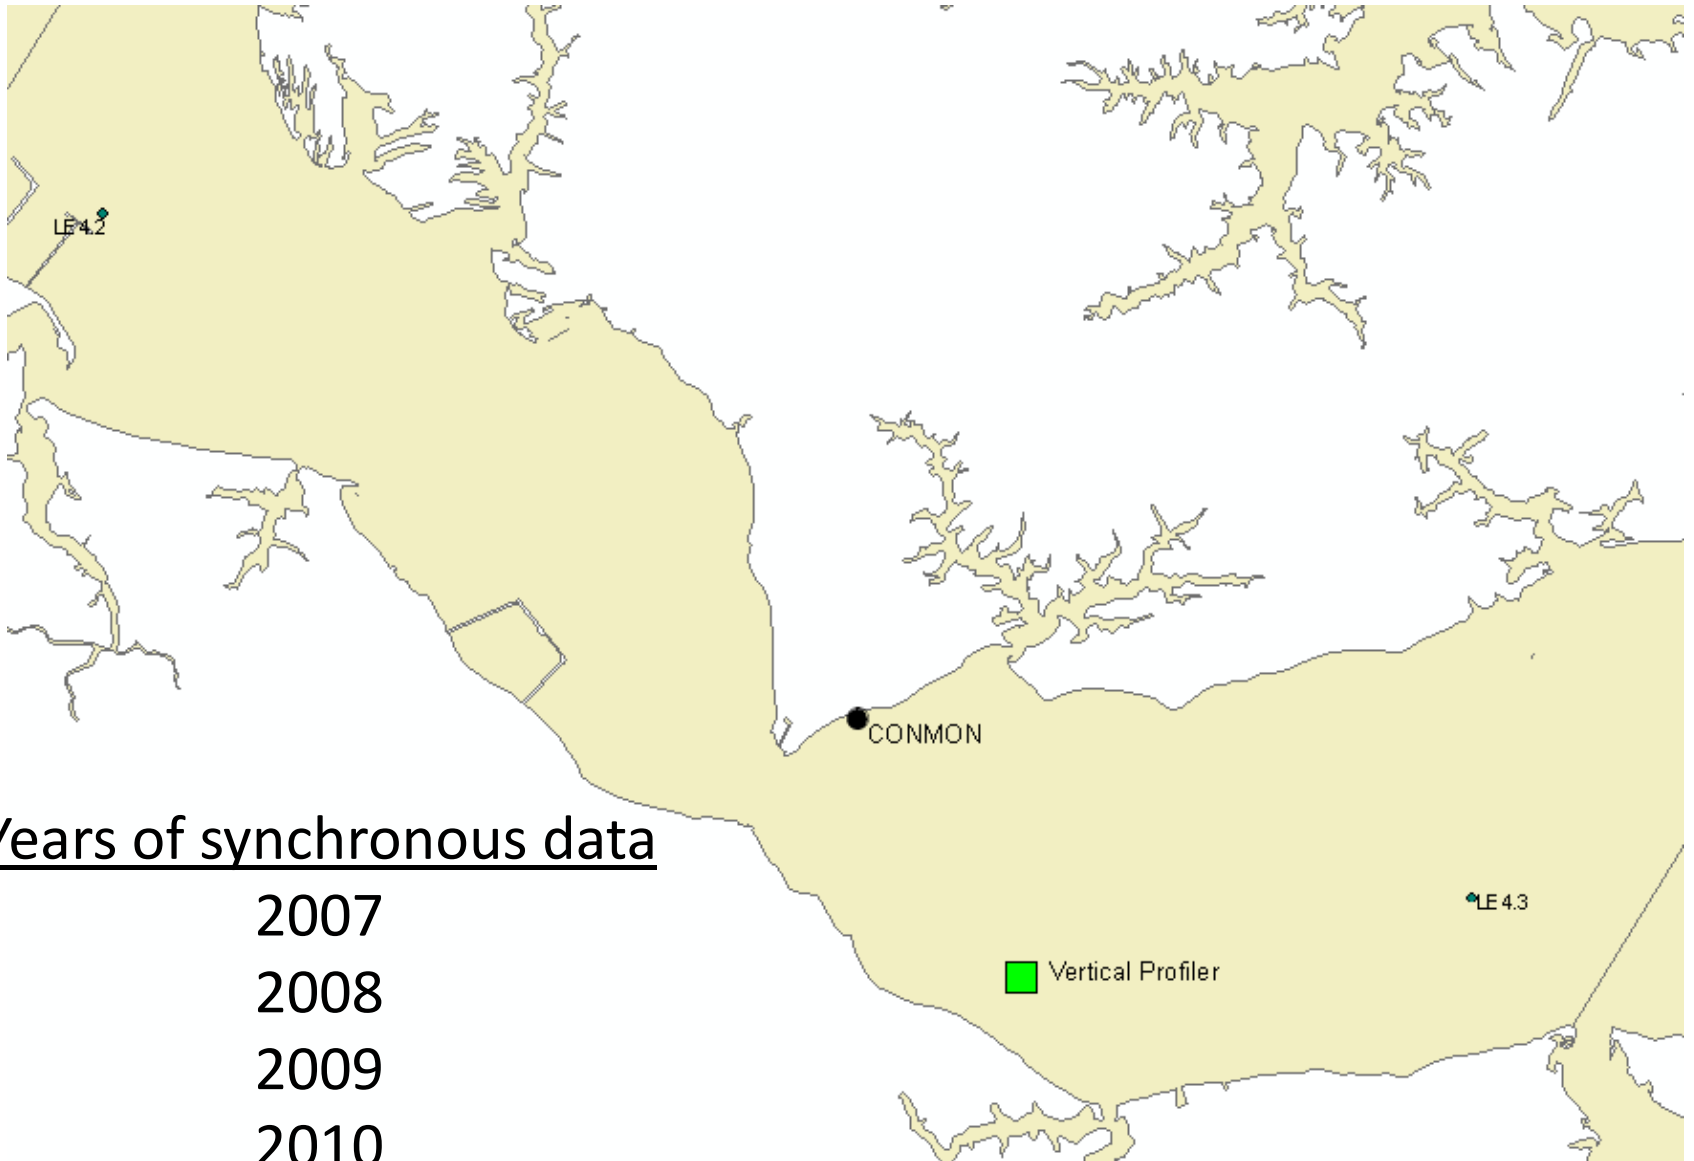 LE 4.2
CONMON
Years of synchronous data
2007
LE 4.3
Vertical Profiler
2008
2009
2010